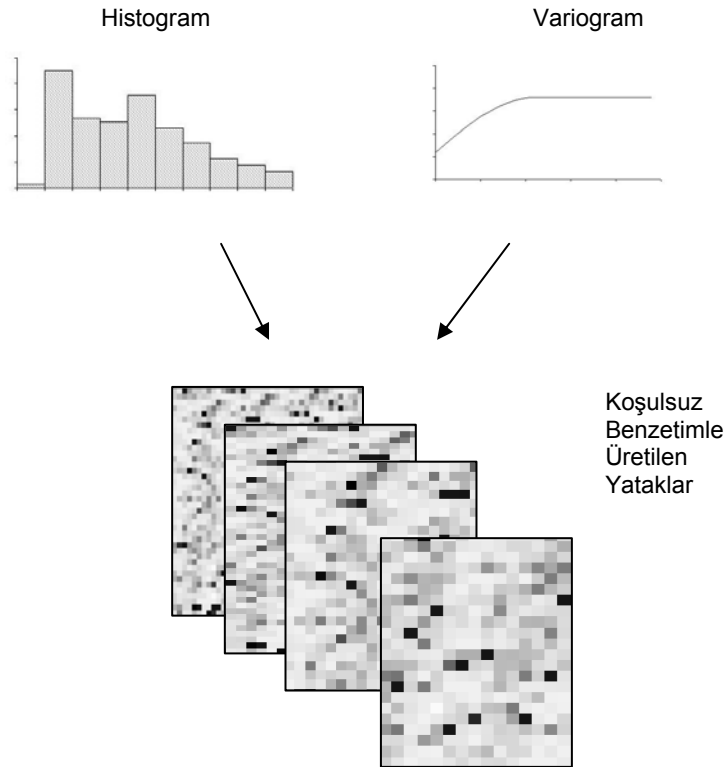 Histogram
Variogram
Koşulsuz
Benzetimle
Üretilen
Yataklar